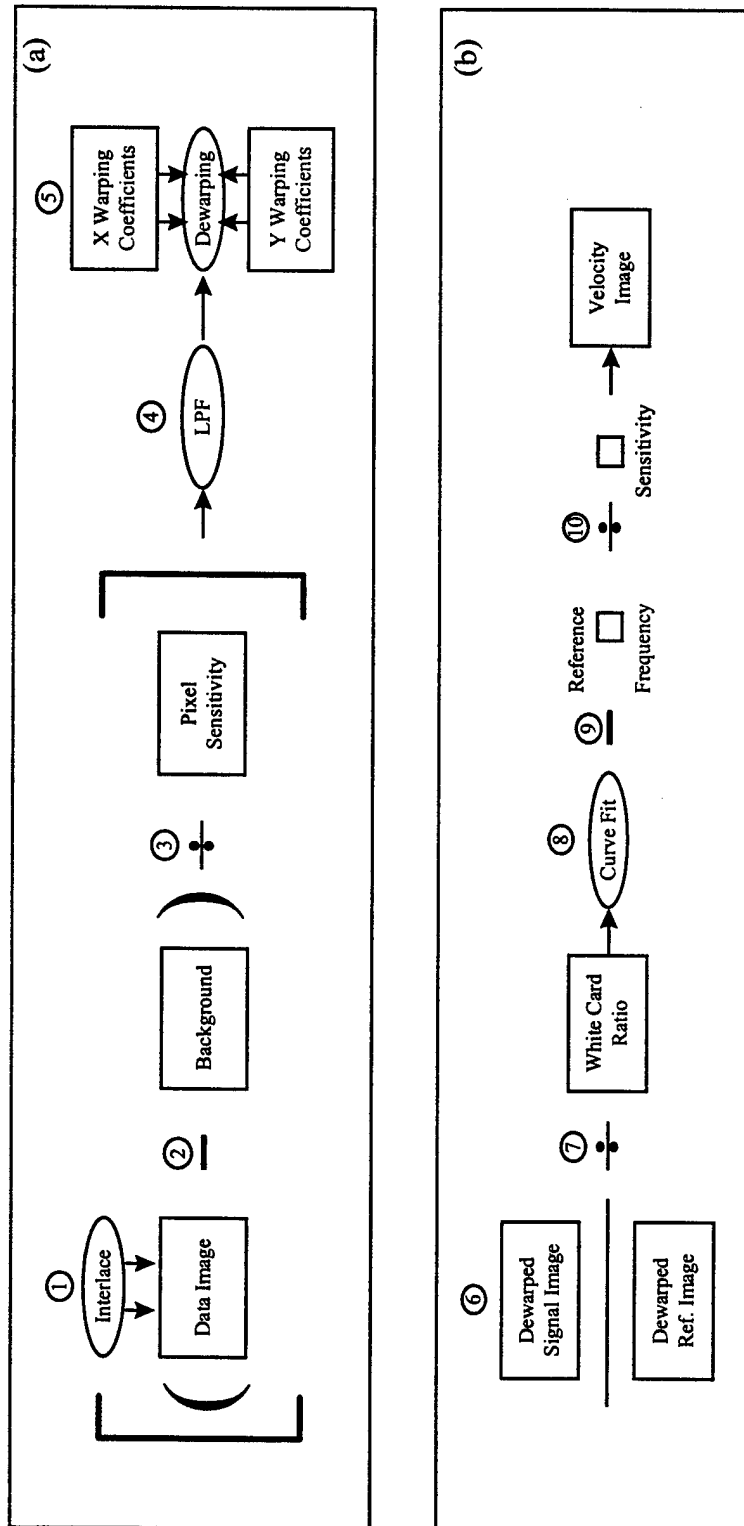 (a)
①
Interlace
Data Image
②
Background
③
÷
Pixel
Sensitivity
④
LPF
⑤
X Warping
Coefficients
Dewarping
Y Warping
Coefficients
(b)
⑥
Dewarped
Signal Image
Dewarped
Ref. Image
⑦
÷
White Card
Ratio
⑧
Curve Fit
⑨
Reference
Frequency
⑩
÷
Sensitivity
Velocity
Image